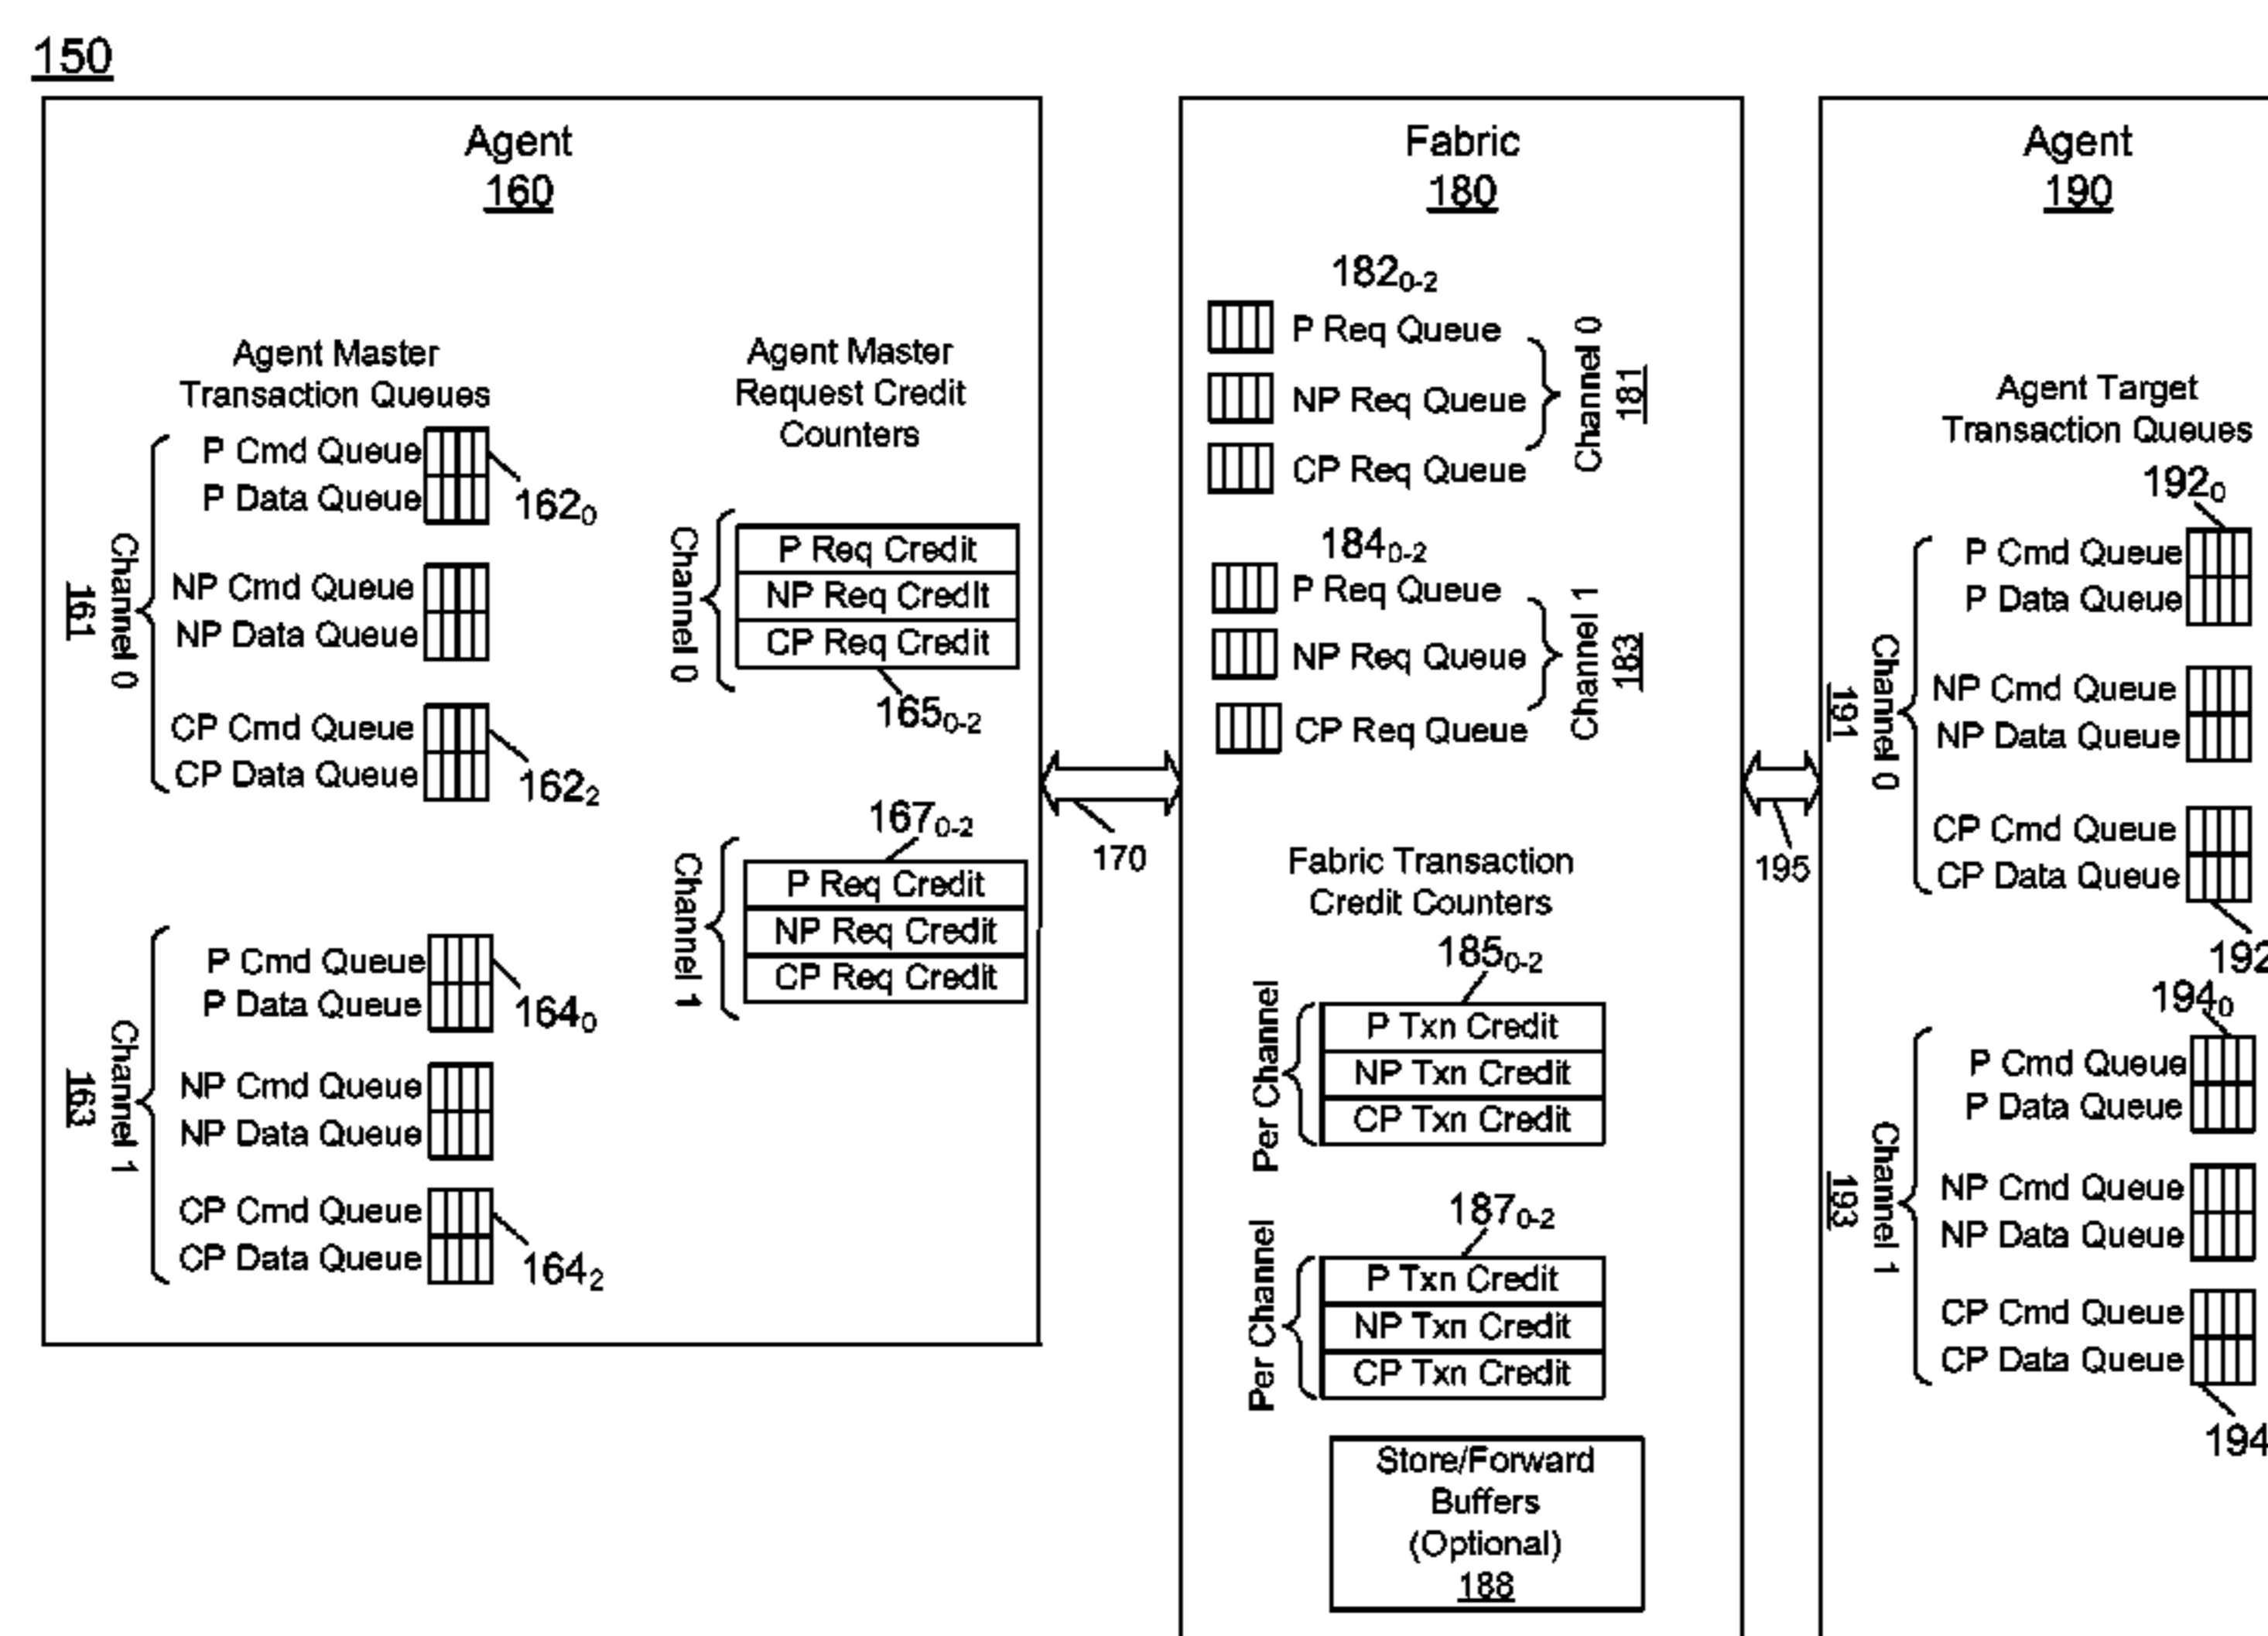 150
Agent
160
Agent Master
Transaction Queues
Channel 0
161
P Cmd Queue
P Data Queue
162₀
NP Cmd Queue
NP Data Queue
CP Cmd Queue
CP Data Queue
162₂
Channel 1
163
P Cmd Queue
P Data Queue
164₀
NP Cmd Queue
NP Data Queue
CP Cmd Queue
CP Data Queue
164₂
Agent Master
Request Credit
Counters
Channel 0
P Req Credit
NP Req Credit
CP Req Credit
165₀₋₂
167₀₋₂
Channel 1
P Req Credit
NP Req Credit
CP Req Credit
170
Fabric
180
182₀₋₂
P Req Queue
NP Req Queue
CP Req Queue
Channel 0
181
184₀₋₂
P Req Queue
NP Req Queue
CP Req Queue
Channel 1
183
Fabric Transaction
Credit Counters
185₀₋₂
Per Channel
P Txn Credit
NP Txn Credit
CP Txn Credit
187₀₋₂
Per Channel
P Txn Credit
NP Txn Credit
CP Txn Credit
Store/Forward
Buffers
(Optional)
188
195
Agent
190
Agent Target
Transaction Queues
192₀
Channel 0
191
P Cmd Queue
P Data Queue
NP Cmd Queue
NP Data Queue
CP Cmd Queue
CP Data Queue
192
194₀
Channel 1
193
P Cmd Queue
P Data Queue
NP Cmd Queue
NP Data Queue
CP Cmd Queue
CP Data Queue
194